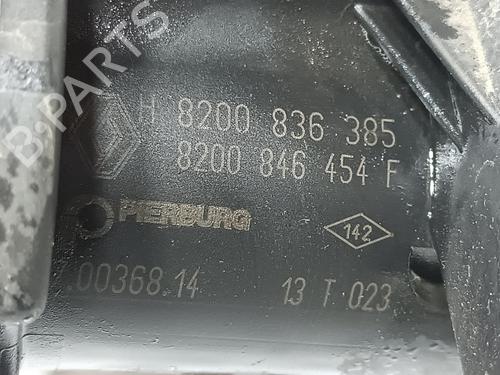 B-PARTS
H 8200 836 385
8200 846 454 F
PIERBURG
142
.00368.14
13 T 023